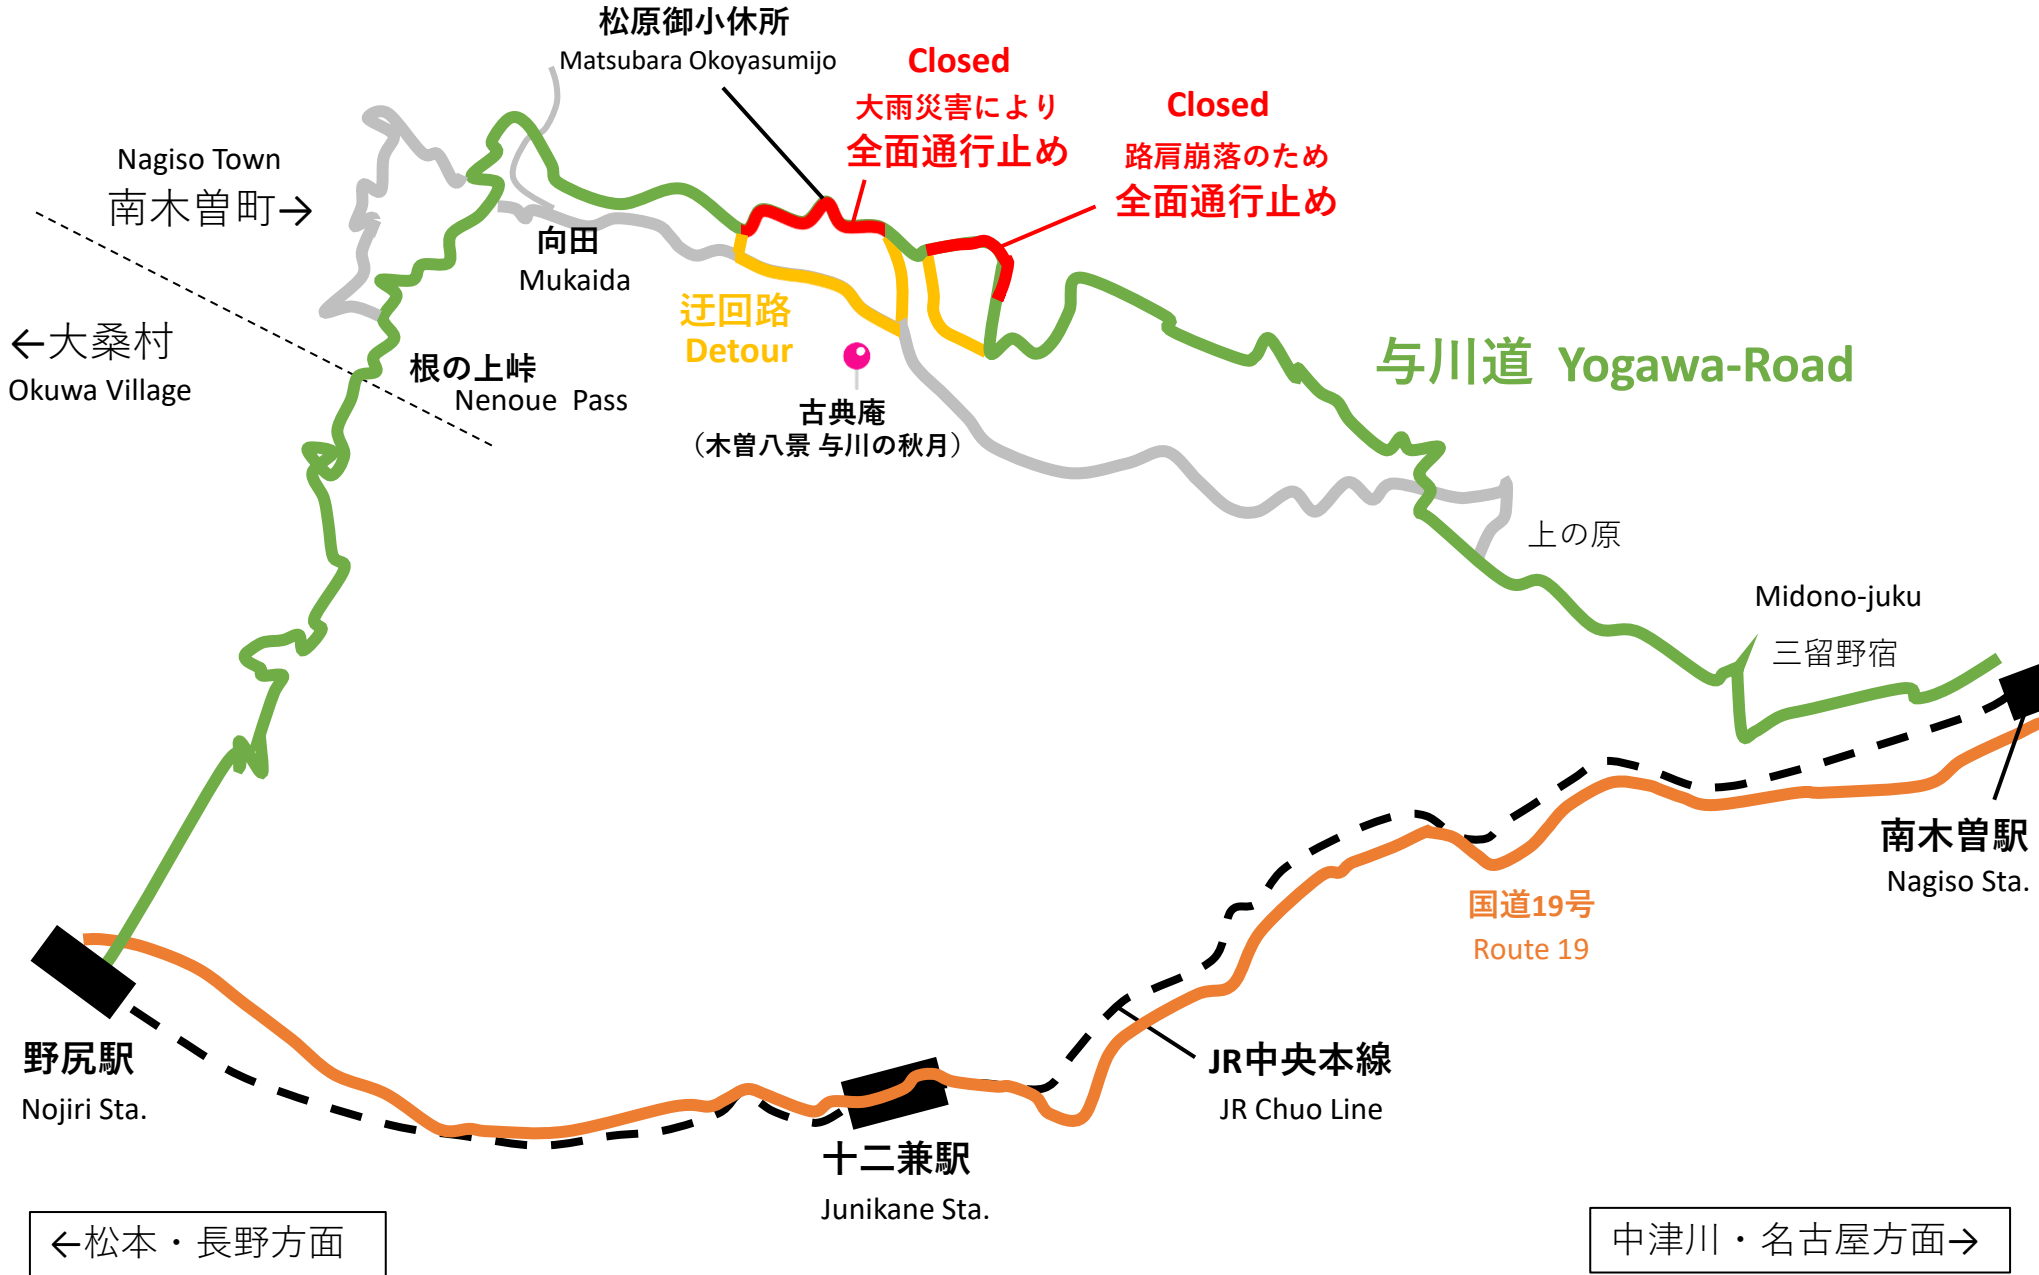 松原御小休所
Matsubara Okoyasumijo
Closed
大雨災害により
全面通行止め
Closed
路肩崩落のため
全面通行止め
Nagiso Town
南木曽町→
向田
Mukaida
←大桑村
Okuwa Village
迂回路
Detour
根の上峠
Nenoue Pass
古典庵
（木曽八景 与川の秋月）
与川道 Yogawa-Road
上の原
Midono-juku
三留野宿
南木曽駅
Nagiso Sta.
国道19号
Route 19
野尻駅
Nojiri Sta.
JR中央本線
JR Chuo Line
十二兼駅
Junikane Sta.
←松本・長野方面
中津川・名古屋方面→